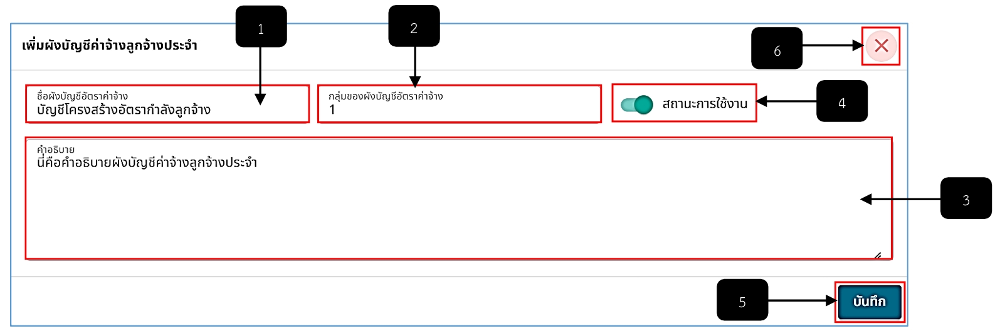 1
2
เพิ่มผังบัญชีค่าจ้างลูกจ้างประจำ
6
ชื่อผังบัญชีอัตราค่าจ้าง
บัญชีโครงสร้างอัตรากำลังลูกจ้าง
กลุ่มของผังบัญชีอัตราค่าจ้าง
1
สถานะการใช้งาน
4
คำอธิบาย
นี่คือคำอธิบายผังบัญชีค่าจ้างลูกจ้างประจำ
3
5
บันทึก